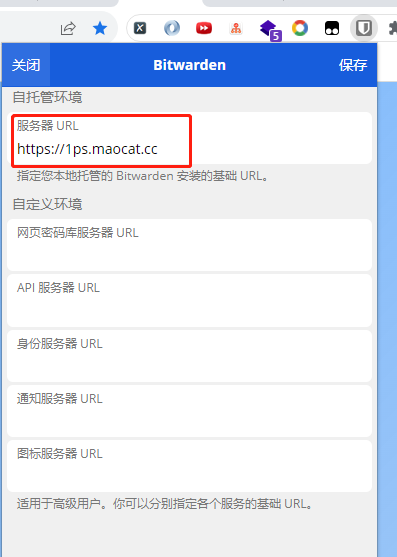 5
关闭 Bitwarden 保存
自托管环境
服务器 URL
https://1ps.maocat.cc
指定您本地托管的 Bitwarden 安装的基础 URL。
自定义环境
网页密码库服务器 URL
API 服务器 URL
身份服务器 URL
通知服务器 URL
图标服务器 URL
适用于高级用户。你可以分别指定各个服务的基础 URL。